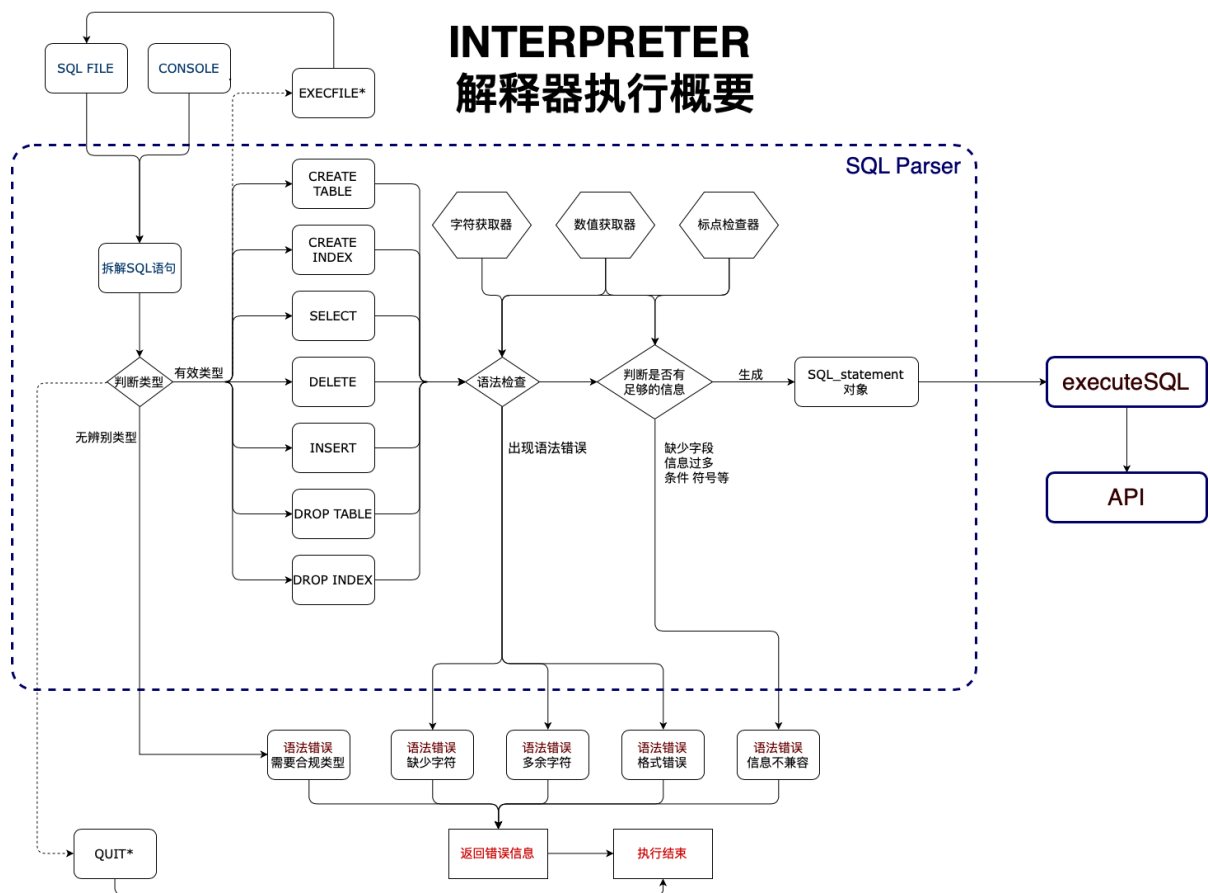 INTERPRETER
解释器执行概要
SQL FILE
CONSOLE
EXECFILE*
SQL Parser
CREATE
TABLE
字符获取器
数值获取器
标点检查器
CREATE
INDEX
拆解SQL语句
SELECT
判断类型
有效类型
DELETE
语法检查
判断是否有
足够的信息
生成
SQL_statement
对象
executeSQL
无辨别类型
INSERT
出现语法错误
缺少字段
信息过多
条件 符号等
API
DROP TABLE
DROP INDEX
语法错误
需要合规类型
语法错误
缺少字符
语法错误
多余字符
语法错误
格式错误
语法错误
信息不兼容
QUIT*
返回错误信息
执行结束